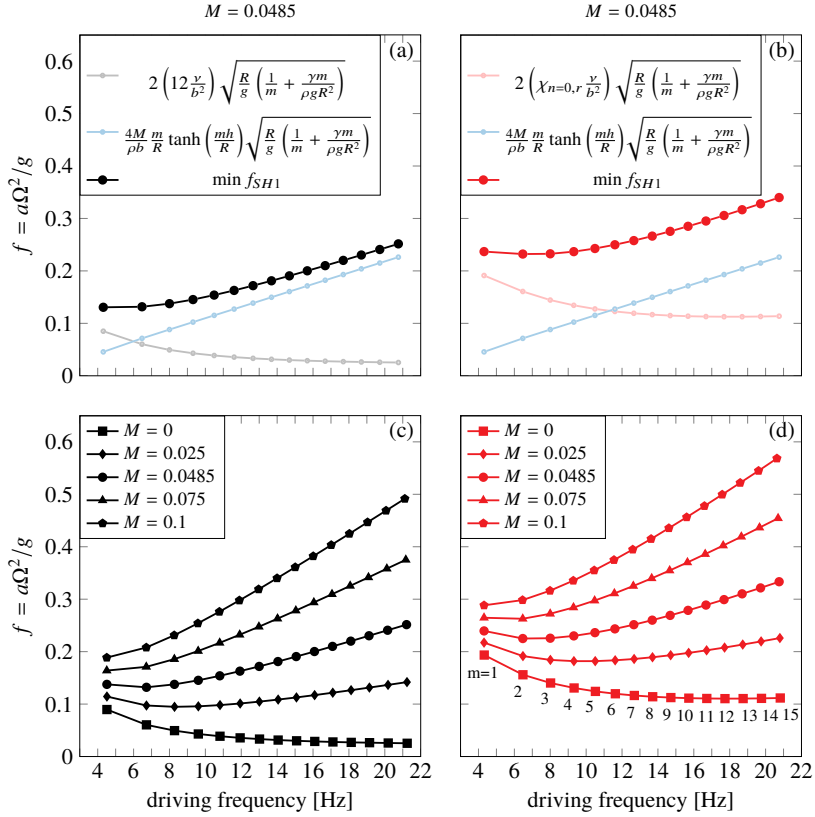 M = 0.0485
M = 0.0485
(a)
2 (12 ν/b²) √(R/g (1/m + γm/ρgR²))
4M/ρb m/R tanh (mh/R) √(R/g (1/m + γm/ρgR²))
min f_SH1
f = aΩ²/g
0.6
0.5
0.4
0.3
0.2
0.1
0
(b)
2 (χ_{n=0,r} ν/b²) √(R/g (1/m + γm/ρgR²))
4M/ρb m/R tanh (mh/R) √(R/g (1/m + γm/ρgR²))
min f_SH1
(c)
M = 0
M = 0.025
M = 0.0485
M = 0.075
M = 0.1
f = aΩ²/g
0.6
0.5
0.4
0.3
0.2
0.1
0
4 6 8 10 12 14 16 18 20 22
driving frequency [Hz]
(d)
M = 0
M = 0.025
M = 0.0485
M = 0.075
M = 0.1
m=1 2 3 4 5 6 7 8 9 10 11 12 13 14 15
4 6 8 10 12 14 16 18 20 22
driving frequency [Hz]